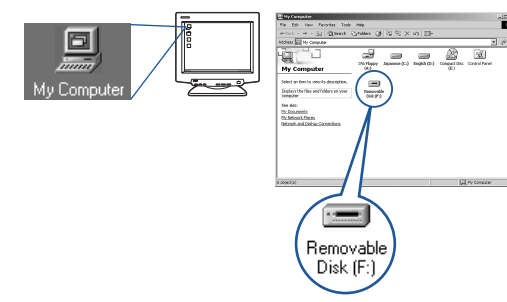 My Computer
My Computer
File Edit View Favorites Tools Help
Back Search Folders
Address My Computer
My Computer
Select an item to view its description.
Displays the files and folders on your
computer
See also:
My Documents
My Network Places
Network and Dial-up Connections
3½ Floppy
(A:)
Japanese (C:)
English (D:)
Compact Disc
(E:)
Control Panel
Removable
Disk (F:)
6 object(s)
My Computer
Removable
Disk (F:)